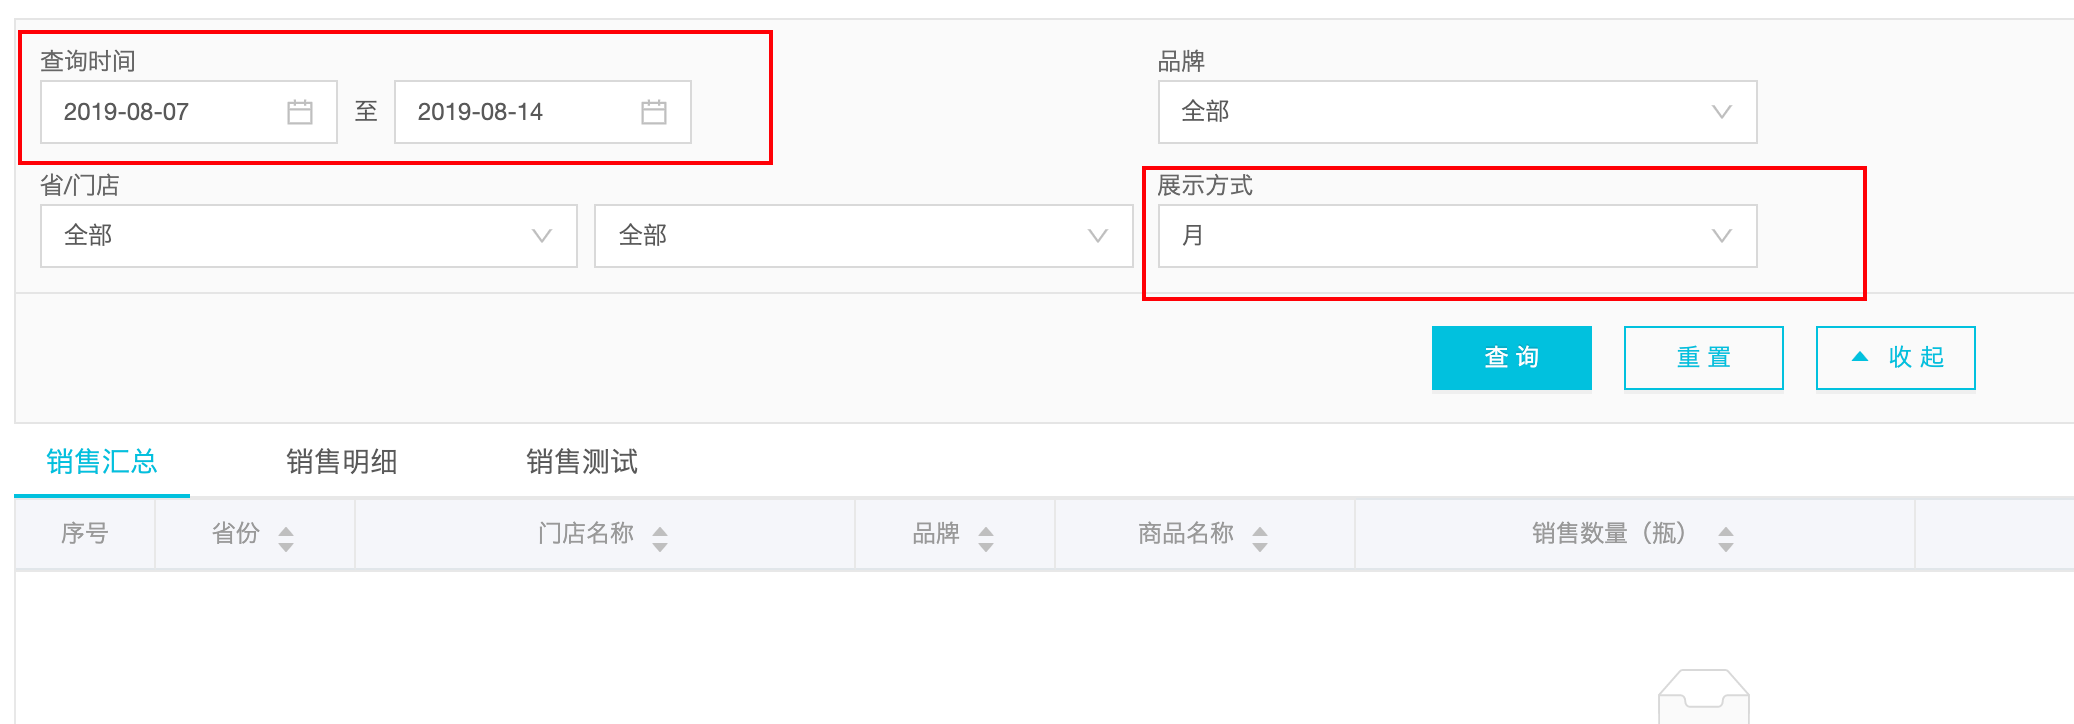 查询时间
2019-08-07 至 2019-08-14
品牌
全部
省/门店
全部 全部
展示方式
月
查 询 重 置 收 起
销售汇总 销售明细 销售测试
序号 省份 门店名称 品牌 商品名称 销售数量（瓶）